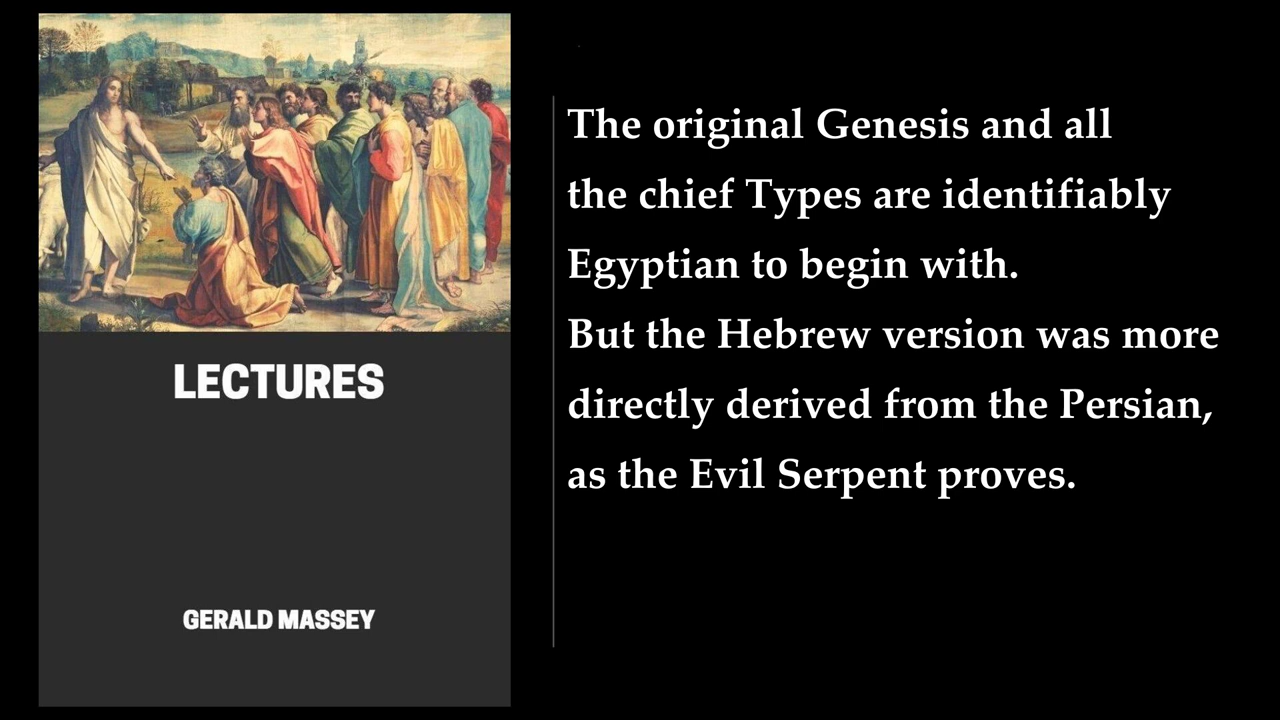 LECTURES
GERALD MASSEY
The original Genesis and all
the chief Types are identifiably
Egyptian to begin with.
But the Hebrew version was more
directly derived from the Persian,
as the Evil Serpent proves.